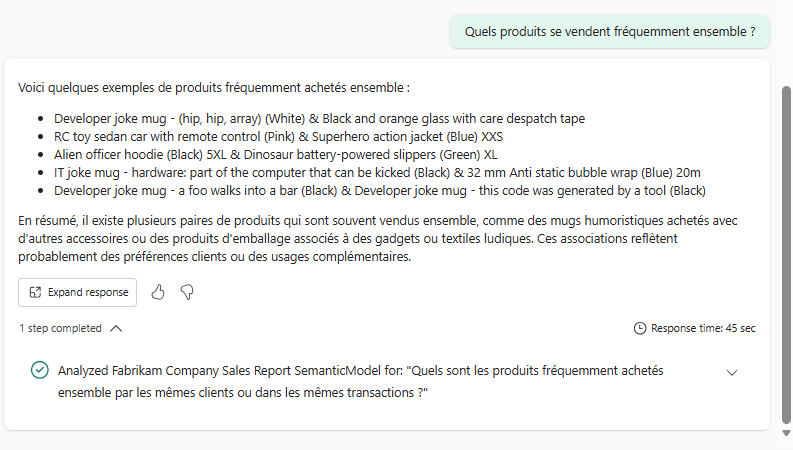 Quels produits se vendent fréquemment ensemble ?
Voici quelques exemples de produits fréquemment achetés ensemble :
• Developer joke mug - (hip, hip, array) (White) & Black and orange glass with care despatch tape
• RC toy sedan car with remote control (Pink) & Superhero action jacket (Blue) XXS
• Alien officer hoodie (Black) 5XL & Dinosaur battery-powered slippers (Green) XL
• IT joke mug - hardware: part of the computer that can be kicked (Black) & 32 mm Anti static bubble wrap (Blue) 20m
• Developer joke mug - a foo walks into a bar (Black) & Developer joke mug - this code was generated by a tool (Black)
En résumé, il existe plusieurs paires de produits qui sont souvent vendus ensemble, comme des mugs humoristiques achetés avec
d'autres accessoires ou des produits d'emballage associés à des gadgets ou textiles ludiques. Ces associations reflètent
probablement des préférences clients ou des usages complémentaires.
Expand response
1 step completed
Response time: 45 sec
Analyzed Fabrikam Company Sales Report SemanticModel for: "Quels sont les produits fréquemment achetés
ensemble par les mêmes clients ou dans les mêmes transactions ?"